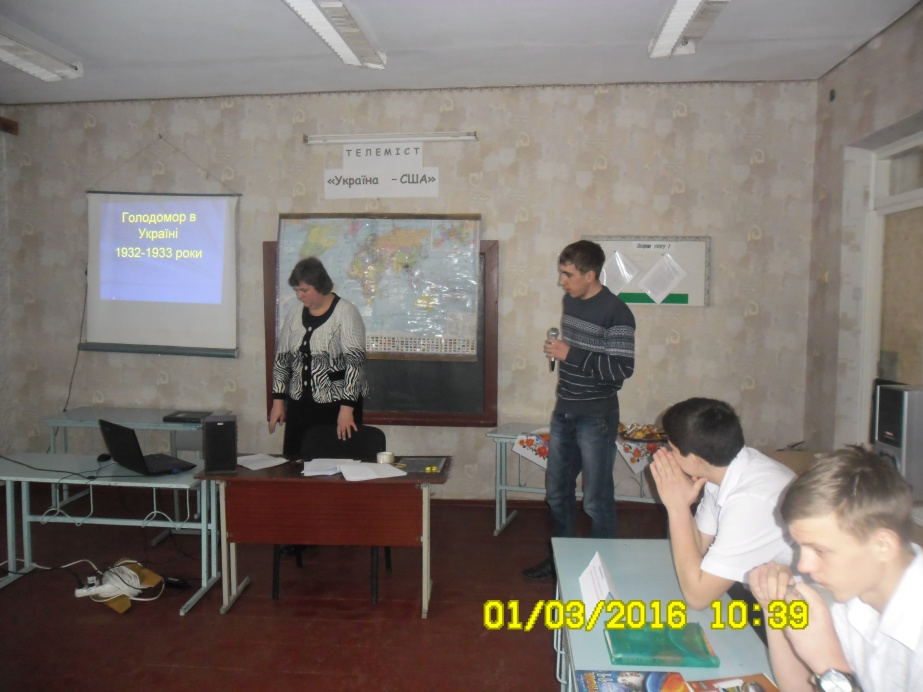 ТЕЛЕМІСТ
«Україна – США»
Голодомор в
Україні
1932-1933 роки
01/03/2016 10:39